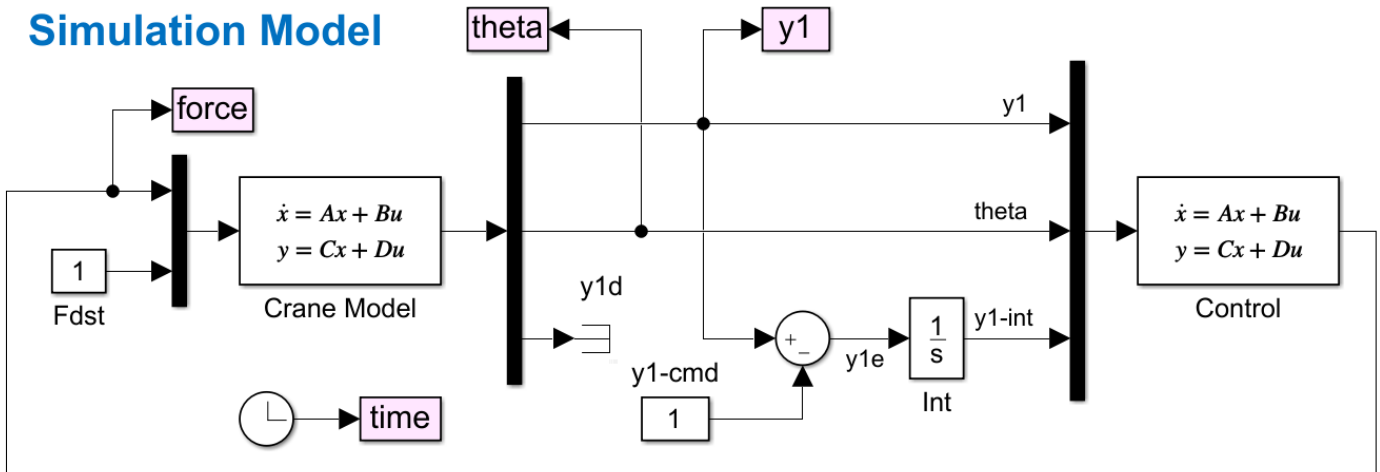 Simulation Model
theta
y1
force
y1
ẋ = Ax + Bu
y = Cx + Du
Crane Model
1
Fdst
theta
ẋ = Ax + Bu
y = Cx + Du
Control
y1d
+
−
y1e
1
s
Int
y1-int
y1-cmd
1
time